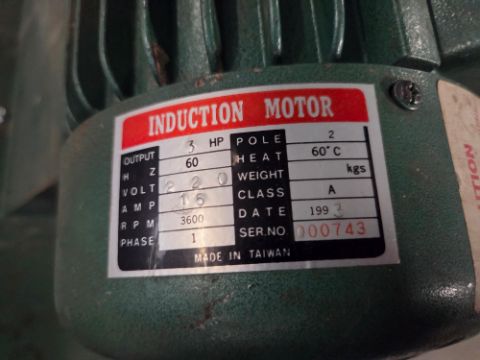 INDUCTION MOTOR
OUTPUT 3 HP POLE 2
H Z 60 HEAT 60°C
VOLT 220 WEIGHT kgs
AMP 16 CLASS A
RPM 3600 DATE 1993
PHASE 1 SER.NO 000743
MADE IN TAIWAN